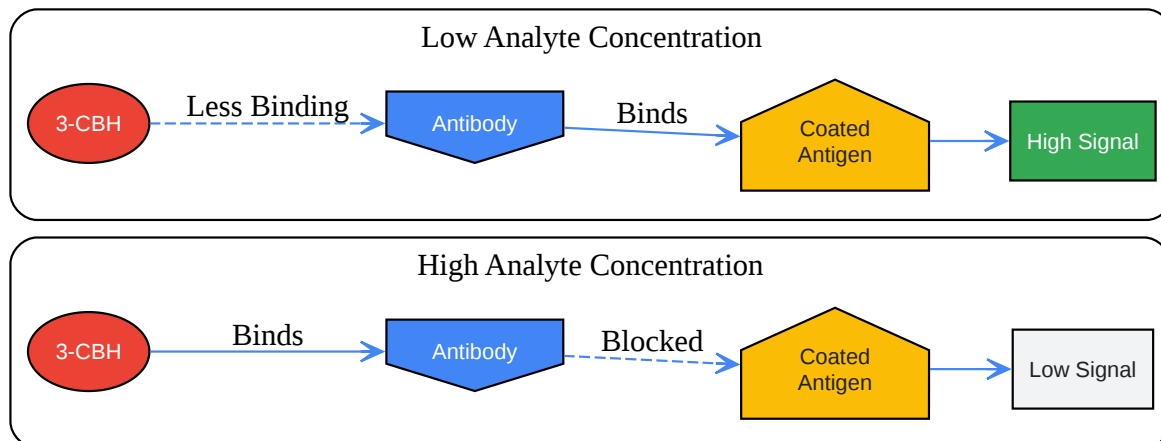 Low Analyte Concentration
3-CBH
Less Binding
Antibody
Binds
Coated
Antigen
High Signal
High Analyte Concentration
3-CBH
Binds
Antibody
Blocked
Coated
Antigen
Low Signal